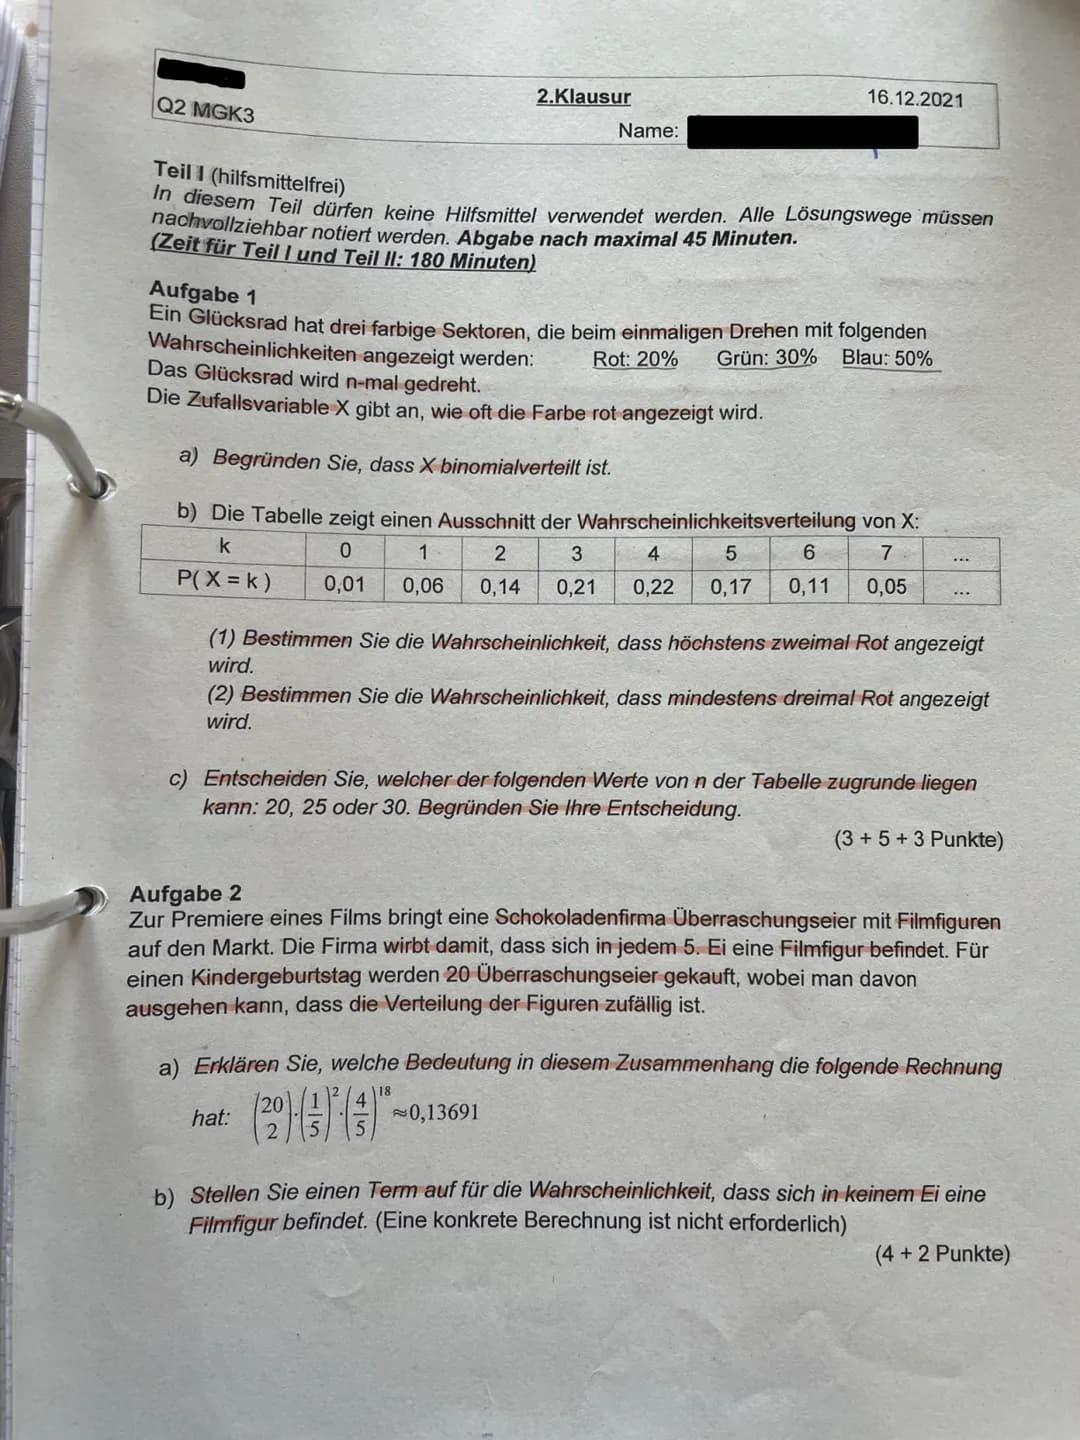 Q2 MGK3
2.Klausur
16.12.2021
Name:
Teil I (hilfsmittelfrei)
In diesem Teil dürfen keine Hilfsmittel verwendet werden. Alle Lösungswege müssen
nachvollziehbar notiert werden. Abgabe nach maximal 45 Minuten.
(Zeit für Teil I und Teil II: 180 Minuten)
Aufgabe 1
Ein Glücksrad hat drei farbige Sektoren, die beim einmaligen Drehen mit folgenden
Wahrscheinlichkeiten angezeigt werden: Rot: 20% Grün: 30% Blau: 50%
Das Glücksrad wird n-mal gedreht.
Die Zufallsvariable X gibt an, wie oft die Farbe rot angezeigt wird.
a) Begründen Sie, dass X binomialverteilt ist.
b) Die Tabelle zeigt einen Ausschnitt der Wahrscheinlichkeitsverteilung von X:
k 0 1 2 3 4 5 6 7 ...
P( X = k ) 0,01 0,06 0,14 0,21 0,22 0,17 0,11 0,05 ...
(1) Bestimmen Sie die Wahrscheinlichkeit, dass höchstens zweimal Rot angezeigt
wird.
(2) Bestimmen Sie die Wahrscheinlichkeit, dass mindestens dreimal Rot angezeigt
wird.
c) Entscheiden Sie, welcher der folgenden Werte von n der Tabelle zugrunde liegen
kann: 20, 25 oder 30. Begründen Sie Ihre Entscheidung.
(3 + 5 + 3 Punkte)
Aufgabe 2
Zur Premiere eines Films bringt eine Schokoladenfirma Überraschungseier mit Filmfiguren
auf den Markt. Die Firma wirbt damit, dass sich in jedem 5. Ei eine Filmfigur befindet. Für
einen Kindergeburtstag werden 20 Überraschungseier gekauft, wobei man davon
ausgehen kann, dass die Verteilung der Figuren zufällig ist.
a) Erklären Sie, welche Bedeutung in diesem Zusammenhang die folgende Rechnung
hat: (20 2)·(1/5)²·(4/5)¹⁸≈0,13691
b) Stellen Sie einen Term auf für die Wahrscheinlichkeit, dass sich in keinem Ei eine
Filmfigur befindet. (Eine konkrete Berechnung ist nicht erforderlich)
(4 + 2 Punkte)